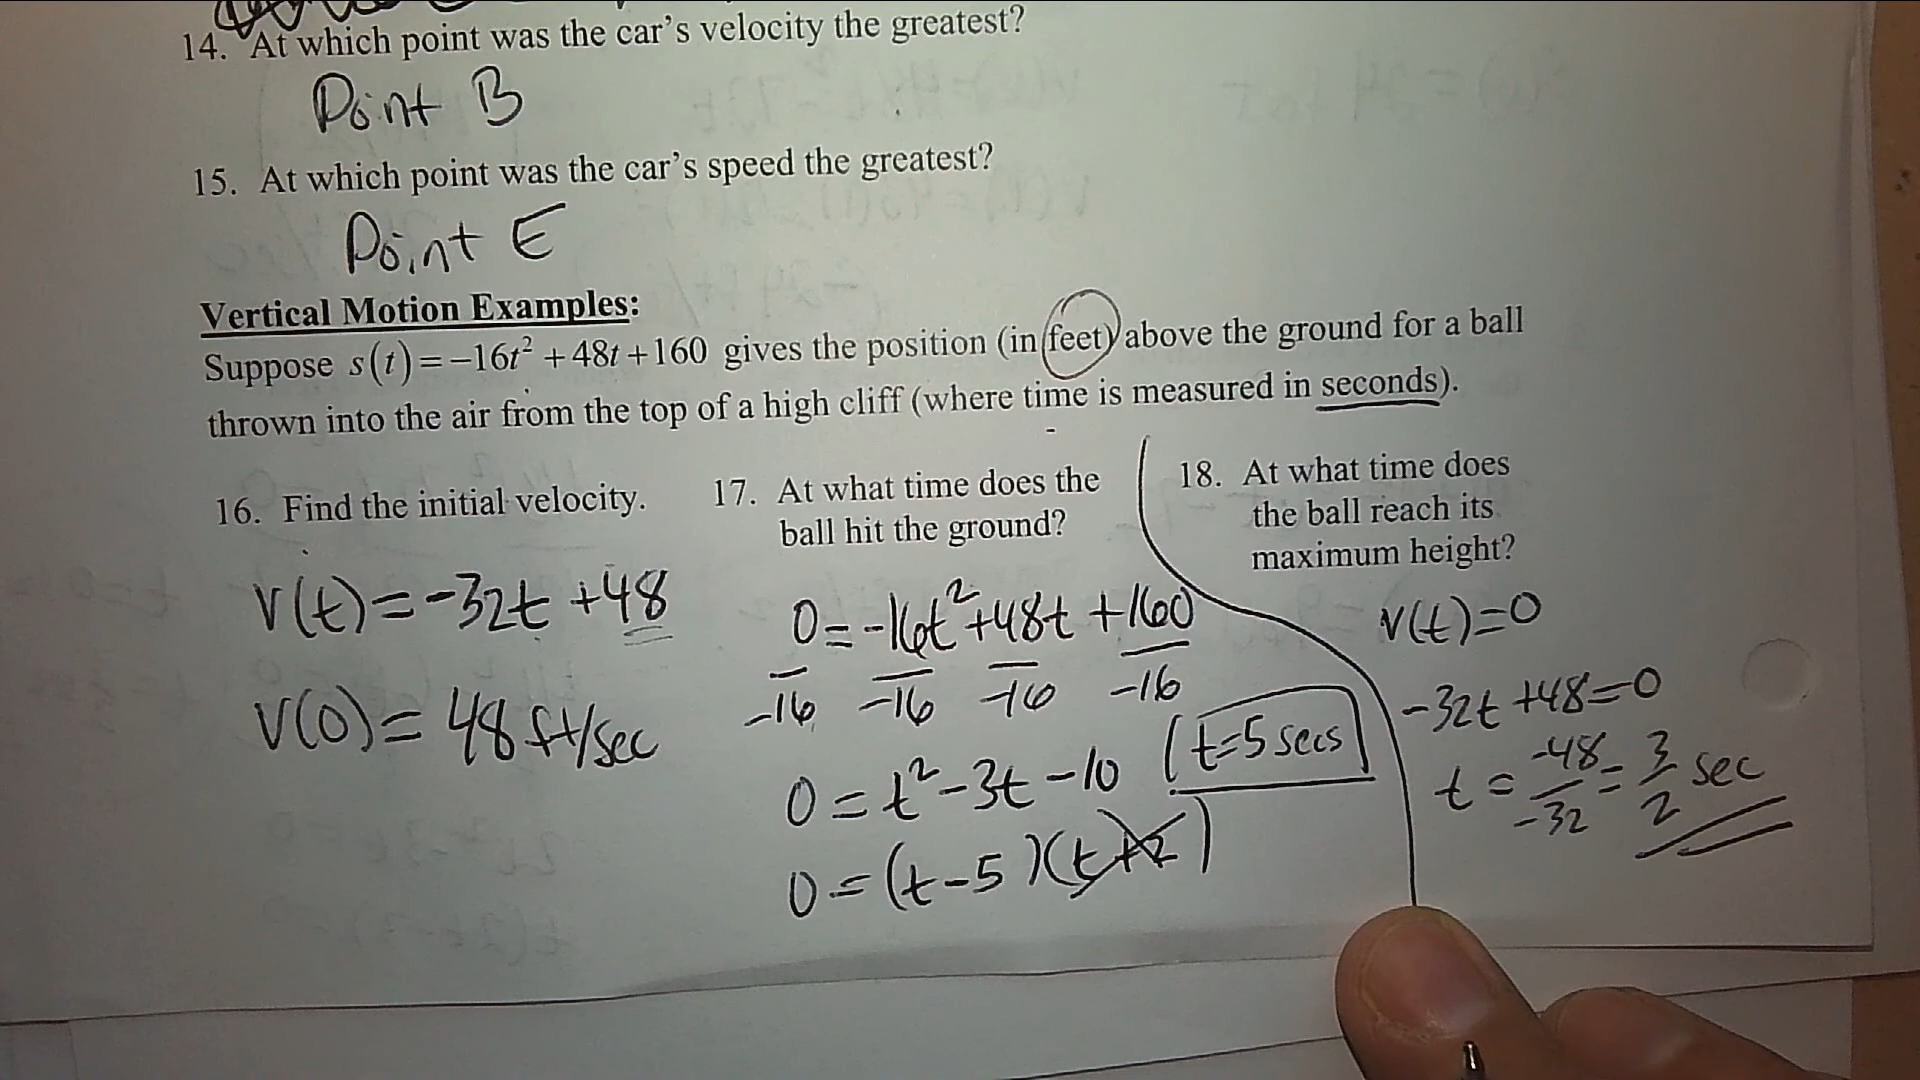 14. At which point was the car's velocity the greatest?
Point B
15. At which point was the car's speed the greatest?
Point E
Vertical Motion Examples:
Suppose s(t)=−16t²+48t+160 gives the position (in feet) above the ground for a ball
thrown into the air from the top of a high cliff (where time is measured in seconds).
16. Find the initial velocity.
v(t)=-32t+48
v(0)=48ft/sec
17. At what time does the
ball hit the ground?
0=-16t²+48t+160
-16 -16 -16 -16
0=t²-3t-10
t=5 secs
0=(t-5)(t+2)
18. At what time does
the ball reach its
maximum height?
v(t)=0
-32t+48=0
t=-48/-32=3/2 sec